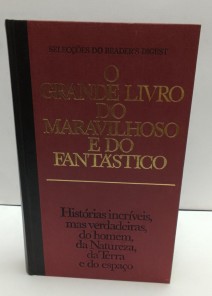 SELECÇÕES DO READER'S DIGEST
O
GRANDE LIVRO
DO
MARAVILHOSO
E DO
FANTÁSTICO
Histórias incríveis,
mas verdadeiras,
do homem,
da Natureza,
da Terra
e do espaço